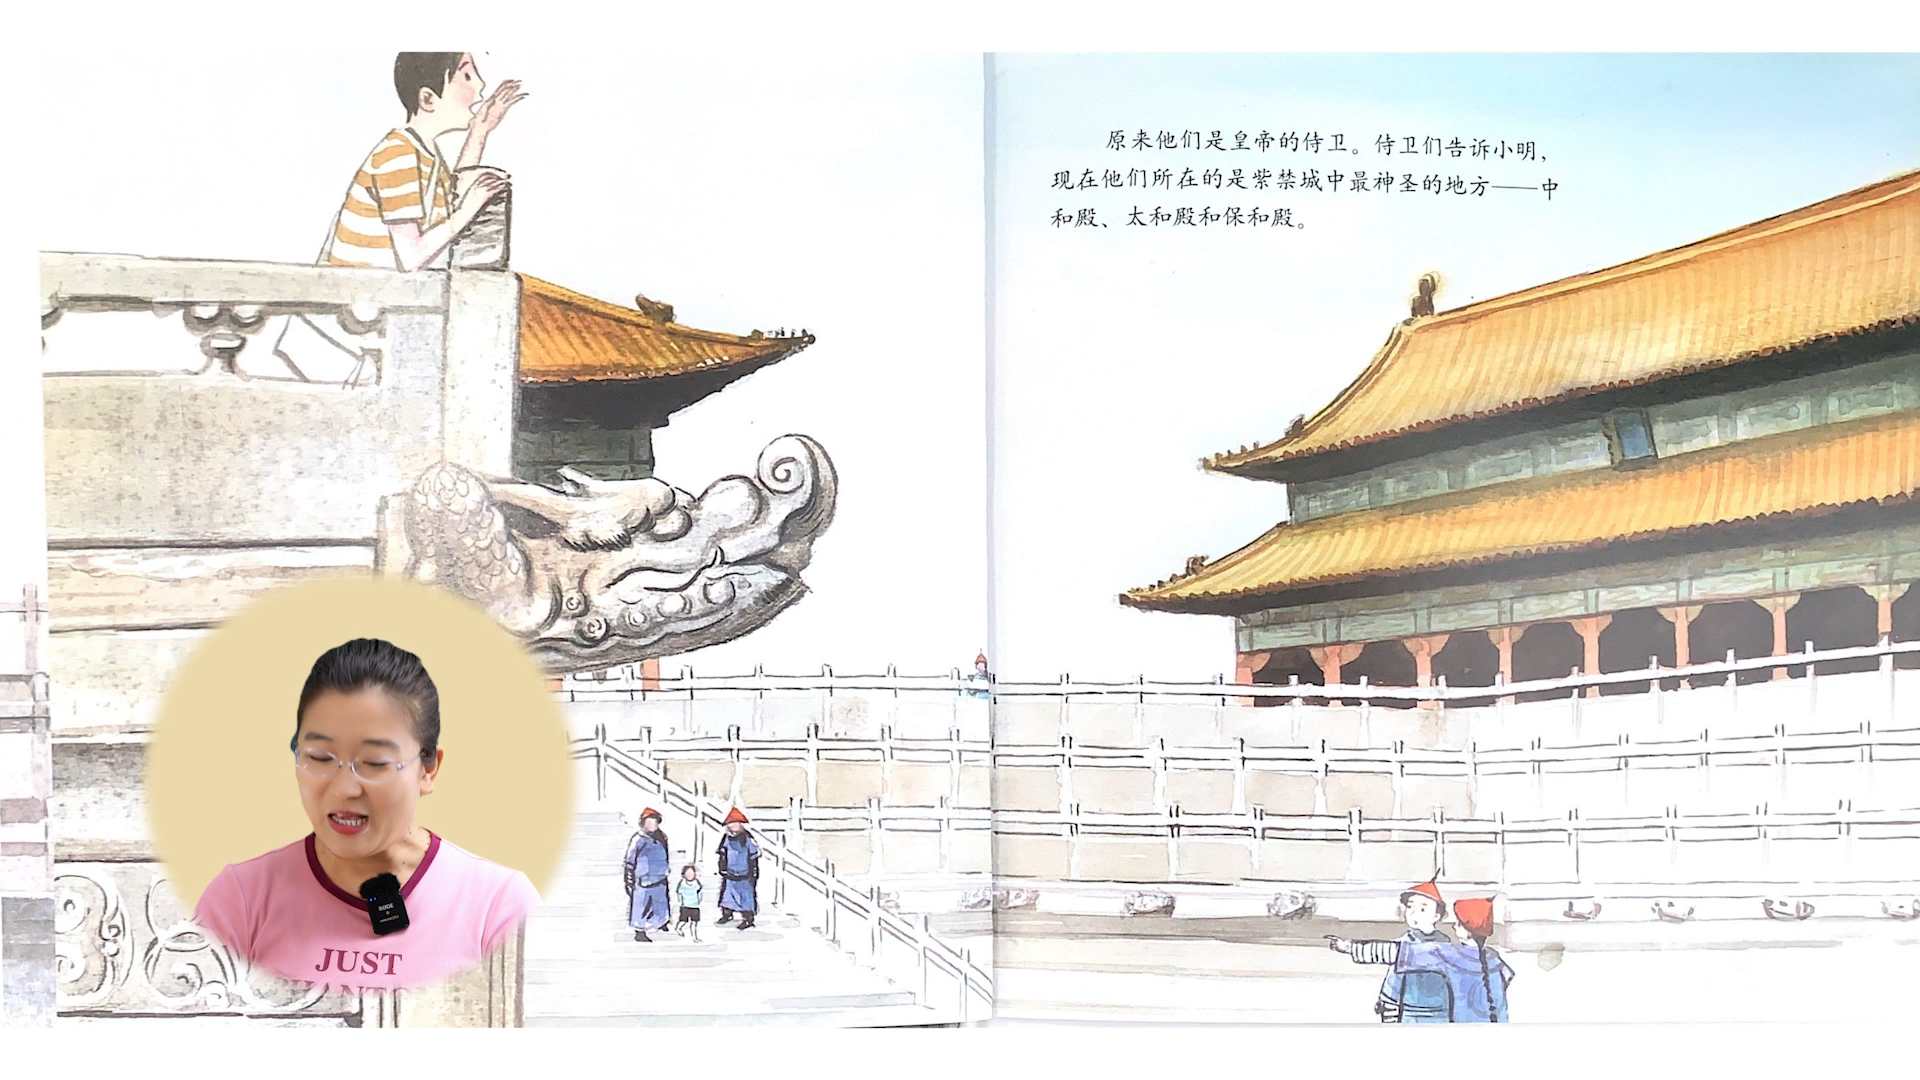 原来他们是皇帝的侍卫。侍卫们告诉小明，
现在他们所在的是紫禁城中最神圣的地方——中
和殿、太和殿和保和殿。
RØDE
JUST